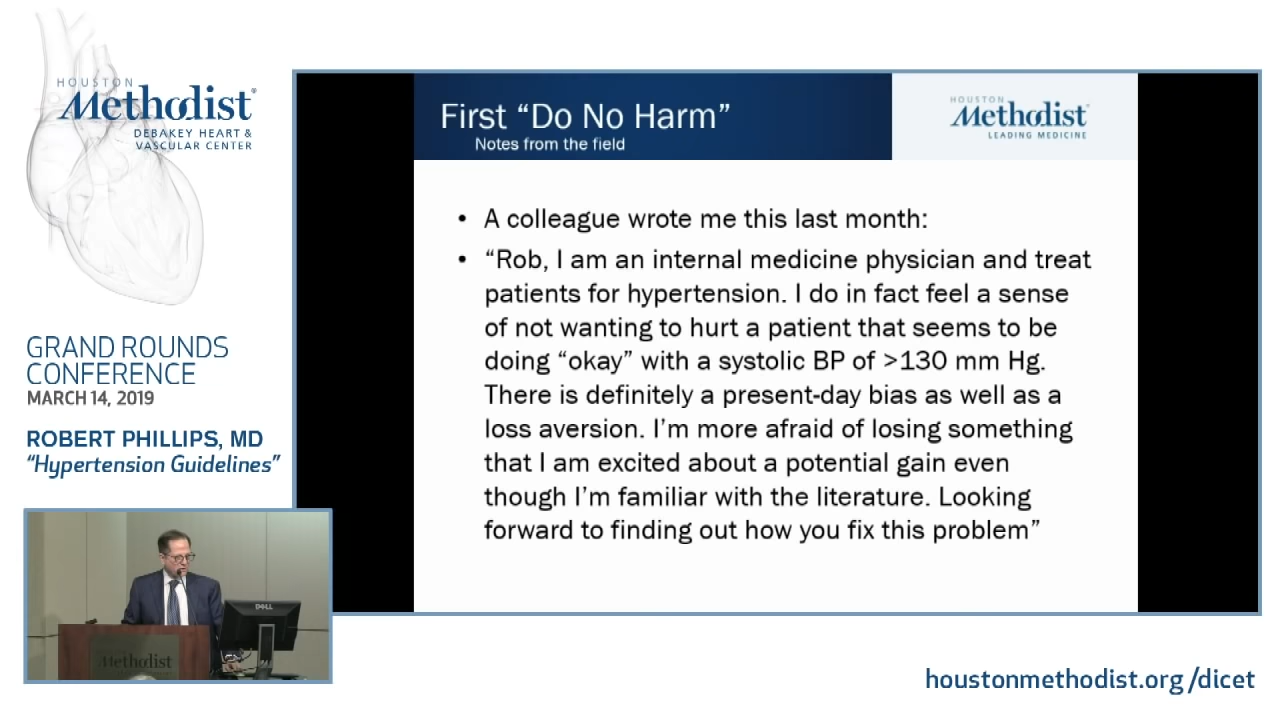 HOUSTON
Methodist®
DEBAKEY HEART &
VASCULAR CENTER
GRAND ROUNDS
CONFERENCE
MARCH 14, 2019
ROBERT PHILLIPS, MD
“Hypertension Guidelines”
First “Do No Harm”
Notes from the field
HOUSTON
Methodist®
LEADING MEDICINE
• A colleague wrote me this last month:
• “Rob, I am an internal medicine physician and treat
patients for hypertension. I do in fact feel a sense
of not wanting to hurt a patient that seems to be
doing “okay” with a systolic BP of >130 mm Hg.
There is definitely a present-day bias as well as a
loss aversion. I’m more afraid of losing something
that I am excited about a potential gain even
though I’m familiar with the literature. Looking
forward to finding out how you fix this problem”
DELL
Methodist
houstonmethodist.org/dicet